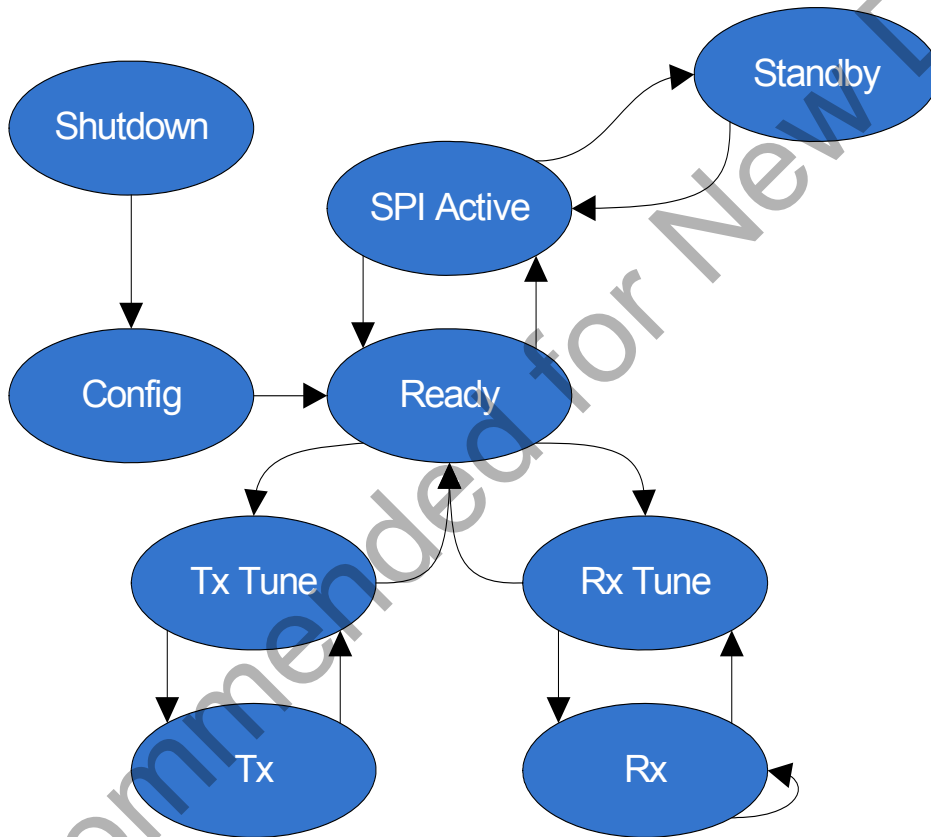 Standby
Shutdown
SPI Active
Config
Ready
Tx Tune
Rx Tune
Tx
Rx
ommended for New D